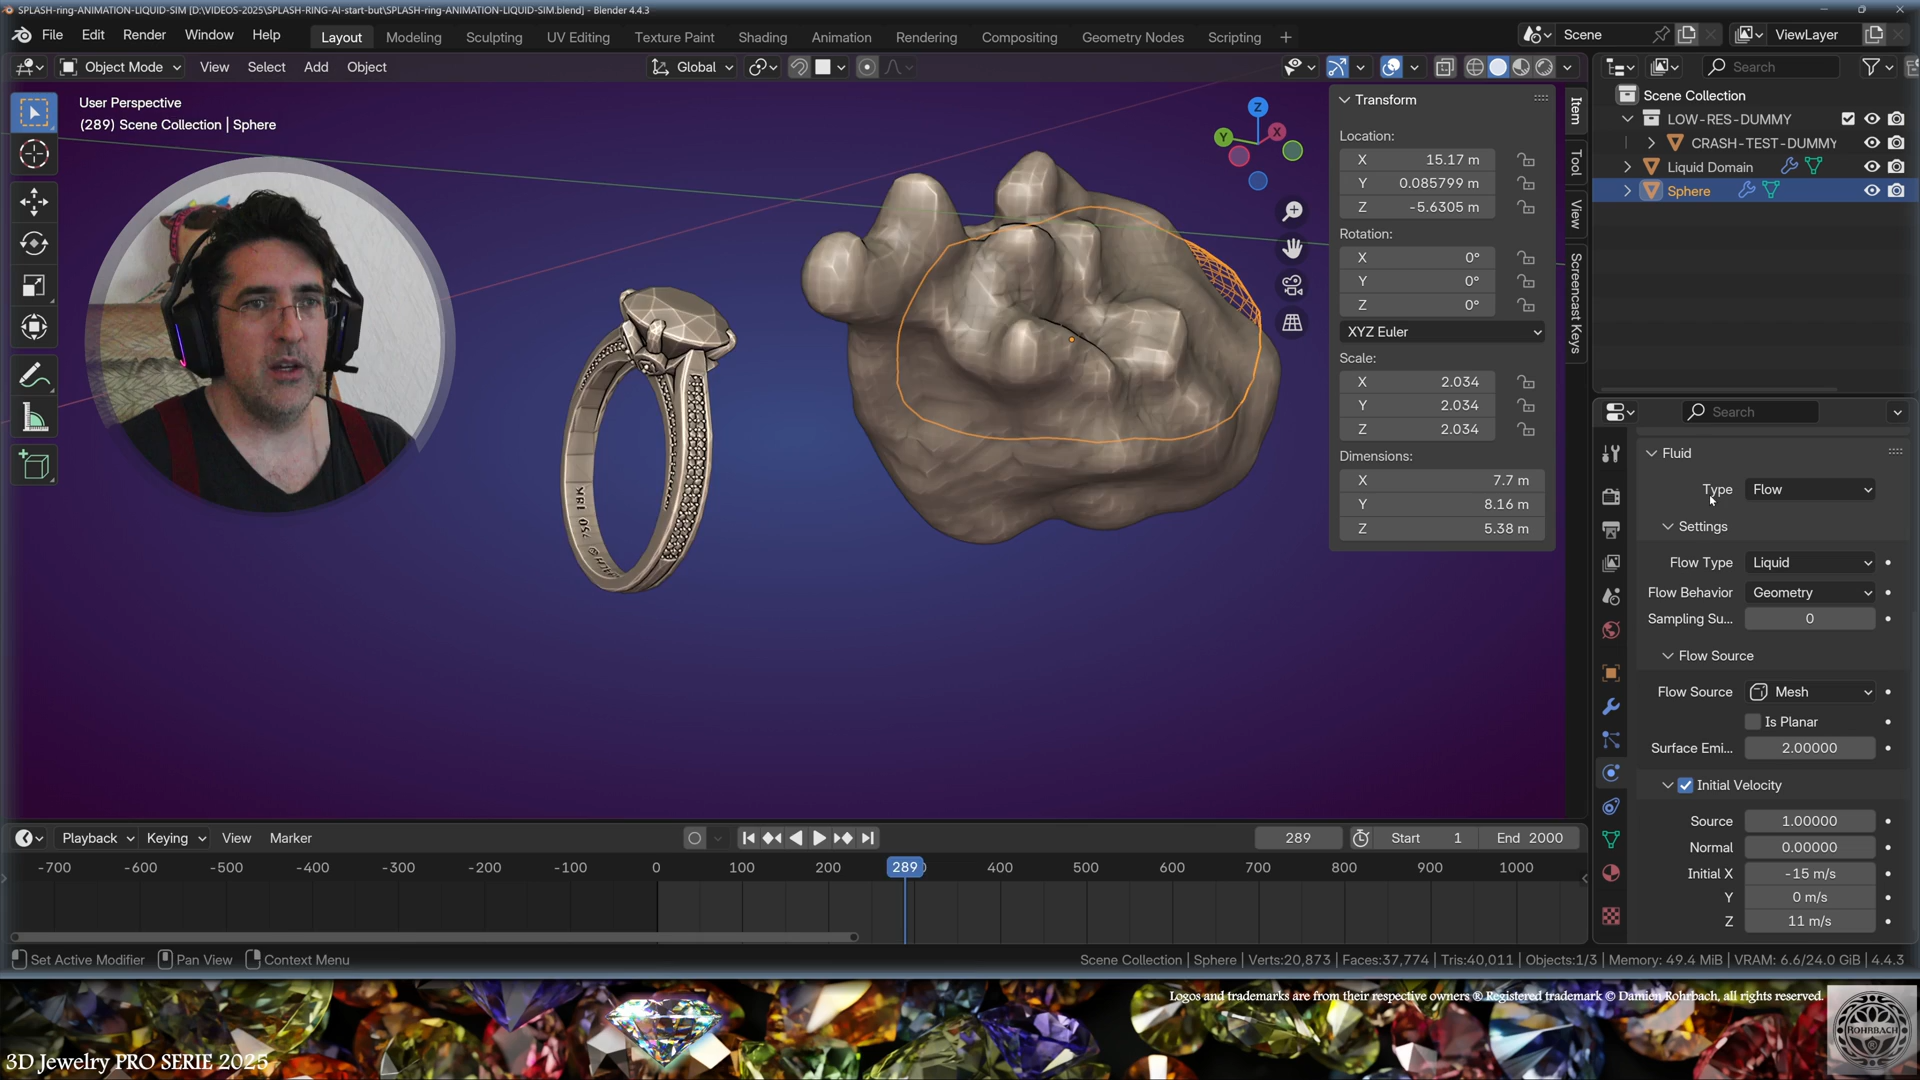 SPLASH-ring-ANIMATION-LIQUID-SIM [D:\VIDEOS-2025\SPLASH-RING-AI-start-but\SPLASH-ring-ANIMATION-LIQUID-SIM.blend] - Blender 4.4.3
File Edit Render Window Help Layout Modeling Sculpting UV Editing Texture Paint Shading Animation Rendering Compositing Geometry Nodes Scripting + Scene ViewLayer
Object Mode View Select Add Object Global Search
User Perspective
(289) Scene Collection | Sphere
Z
Y
X
Transform
Location:
X 15.17 m
Y 0.085799 m
Z -5.6305 m
Rotation:
X 0°
Y 0°
Z 0°
XYZ Euler
Scale:
X 2.034
Y 2.034
Z 2.034
Dimensions:
X 7.7 m
Y 8.16 m
Z 5.38 m
Item
Tool
View
Screencast Keys
Scene Collection
LOW-RES-DUMMY
CRASH-TEST-DUMMY
Liquid Domain
Sphere
Search
Fluid
Type Flow
Settings
Flow Type Liquid
Flow Behavior Geometry
Sampling Su... 0
Flow Source
Flow Source Mesh
Is Planar
Surface Emi... 2.00000
Initial Velocity
Source 1.00000
Normal 0.00000
Initial X -15 m/s
Y 0 m/s
Z 11 m/s
Playback Keying View Marker 289 Start 1 End 2000
-700 -600 -500 -400 -300 -200 -100 0 100 200 289 400 500 600 700 800 900 1000
Set Active Modifier Pan View Context Menu Scene Collection | Sphere | Verts:20,873 | Faces:37,774 | Tris:40,011 | Objects:1/3 | Memory: 49.4 MiB | VRAM: 6.6/24.0 GiB | 4.4.3
Logos and trademarks are from their respective owners ® Registered trademark © Damien Rohrbach, all rights reserved.
ROHRBACH
®
3D Jewelry PRO SERIE 2025